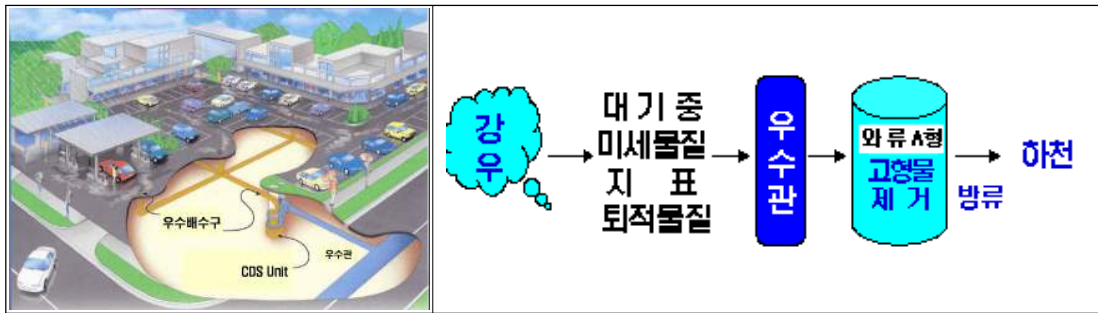 우수배수구
우수관
CDS Unit
강
우
대 기 중
미세물질
지 표
퇴적물질
우
수
관
와 류 A형
고형물
제 거
방류
하천